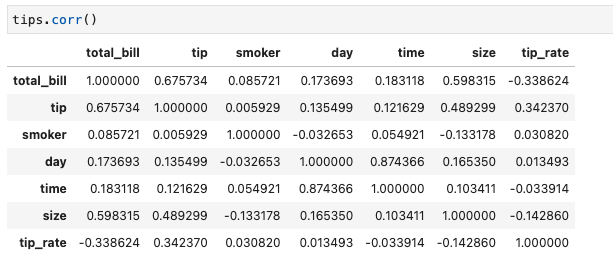 tips.corr()
total_bill tip smoker day time size tip_rate
total_bill 1.000000 0.675734 0.085721 0.173693 0.183118 0.598315 -0.338624
tip 0.675734 1.000000 0.005929 0.135499 0.121629 0.489299 0.342370
smoker 0.085721 0.005929 1.000000 -0.032653 0.054921 -0.133178 0.030820
day 0.173693 0.135499 -0.032653 1.000000 0.874366 0.165350 0.013493
time 0.183118 0.121629 0.054921 0.874366 1.000000 0.103411 -0.033914
size 0.598315 0.489299 -0.133178 0.165350 0.103411 1.000000 -0.142860
tip_rate -0.338624 0.342370 0.030820 0.013493 -0.033914 -0.142860 1.000000